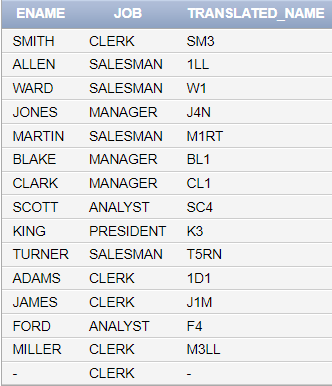 ENAME JOB TRANSLATED_NAME
SMITH CLERK SM3
ALLEN SALESMAN 1LL
WARD SALESMAN W1
JONES MANAGER J4N
MARTIN SALESMAN M1RT
BLAKE MANAGER BL1
CLARK MANAGER CL1
SCOTT ANALYST SC4
KING PRESIDENT K3
TURNER SALESMAN T5RN
ADAMS CLERK 1D1
JAMES CLERK J1M
FORD ANALYST F4
MILLER CLERK M3LL
- CLERK -